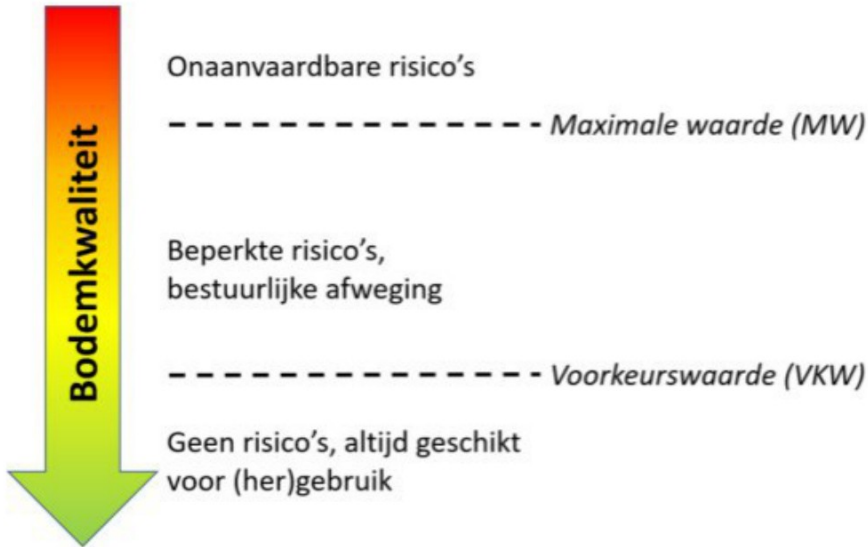 Bodemkwaliteit
Onaanvaardbare risico's
Maximale waarde (MW)
Beperkte risico's,
bestuurlijke afweging
Voorkeurswaarde (VKW)
Geen risico's, altijd geschikt
voor (her)gebruik